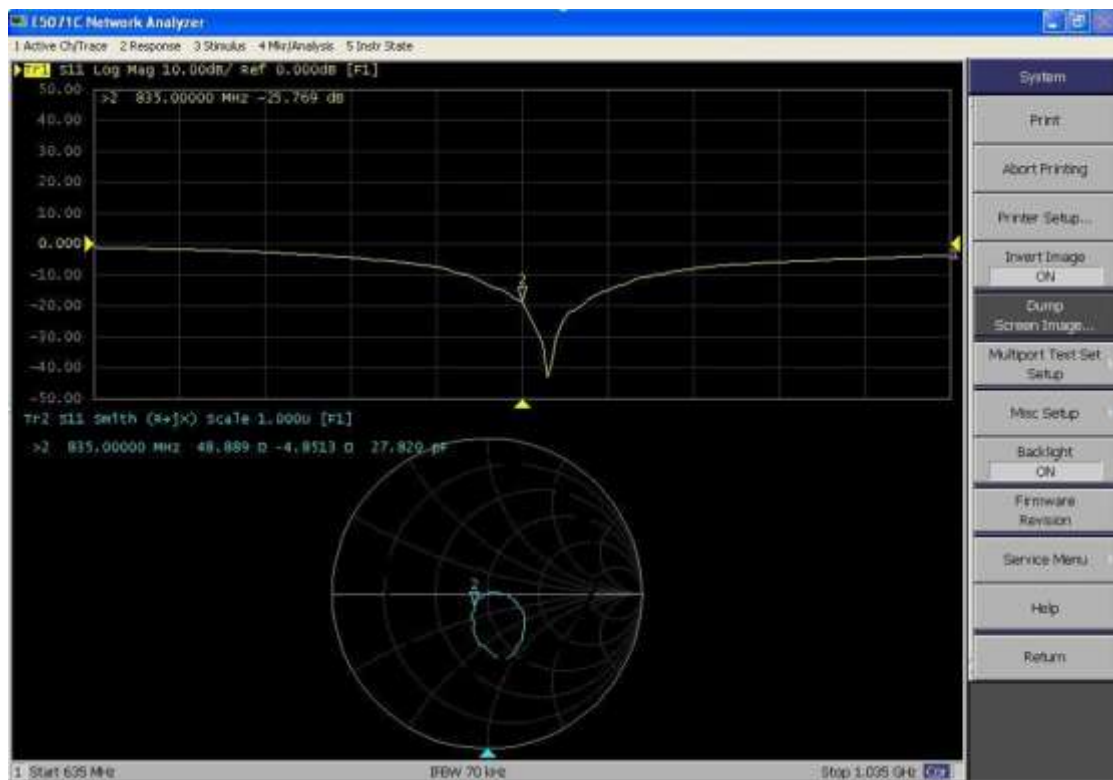 E5071C Network Analyzer
1 Active Ch/Trace 2 Response 3 Stimulus 4 Mkr/Analysis 5 Instr State
Tr1 S11 Log Mag 10.00dB/ Ref 0.000dB [F1]
50.00
>2 835.00000 MHz -25.769 dB
40.00
30.00
20.00
10.00
0.000
-10.00
-20.00
-30.00
-40.00
-50.00
2
Tr2 S11 Smith (R+jX) Scale 1.000U [F1]
>2 835.00000 MHz 48.889 Ω -4.8513 Ω 27.820 pF
2
1 Start 635 MHz
IFBW 70 kHz
Stop 1.035 GHz Cor
System
Print
Abort Printing
Printer Setup...
Invert Image
ON
Dump
Screen Image...
Multiport Test Set
Setup
Misc Setup
Backlight
ON
Firmware
Revision
Service Menu
Help
Return